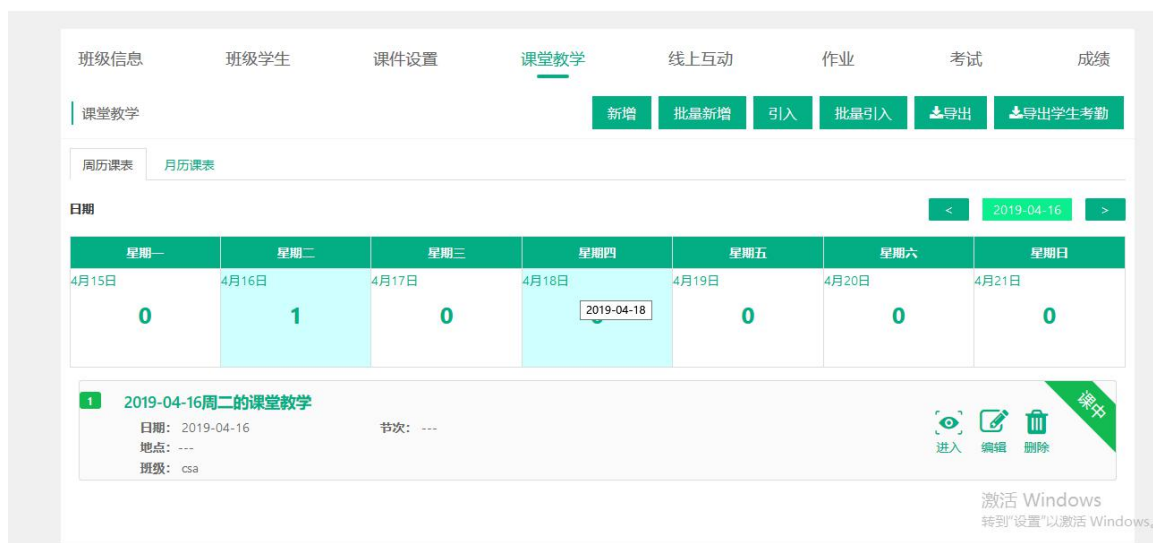 班级信息 班级学生 课件设置 课堂教学 线上互动 作业 考试 成绩
课堂教学 新增 批量新增 引入 批量引入 导出 导出学生考勤
周历课表 月历课表
日期 < 2019-04-16 >
星期一 星期二 星期三 星期四 星期五 星期六 星期日
4月15日 4月16日 4月17日 4月18日 4月19日 4月20日 4月21日
0 1 0 2019-04-18 0 0 0
1 2019-04-16周二的课堂教学 课中
日期: 2019-04-16 节次: ---
地点: ---
班级: csa
进入 编辑 删除
激活 Windows
转到"设置"以激活 Windows。